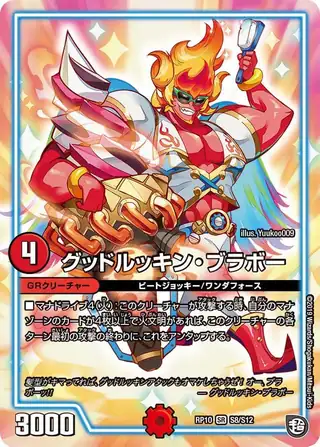 illus. Yuukoo009
4
グッドルッキン・ブラボー
GRクリーチャー
ビートジョッキー/ワンダフォース
■マナドライブ4(火):このクリーチャーが攻撃する時、自分のマナ
ゾーンのカードが4枚以上で火文明があれば、このクリーチャーの各
ターン最初の攻撃の終わりに、これをアンタップする。
髪型がキマってれば、グッドルッキンアタックもオマケしちゃうぜ! オー、ブラ
ボーッ!! グッドルッキン・ブラボー
3000
RP10 SR S8/S12
超